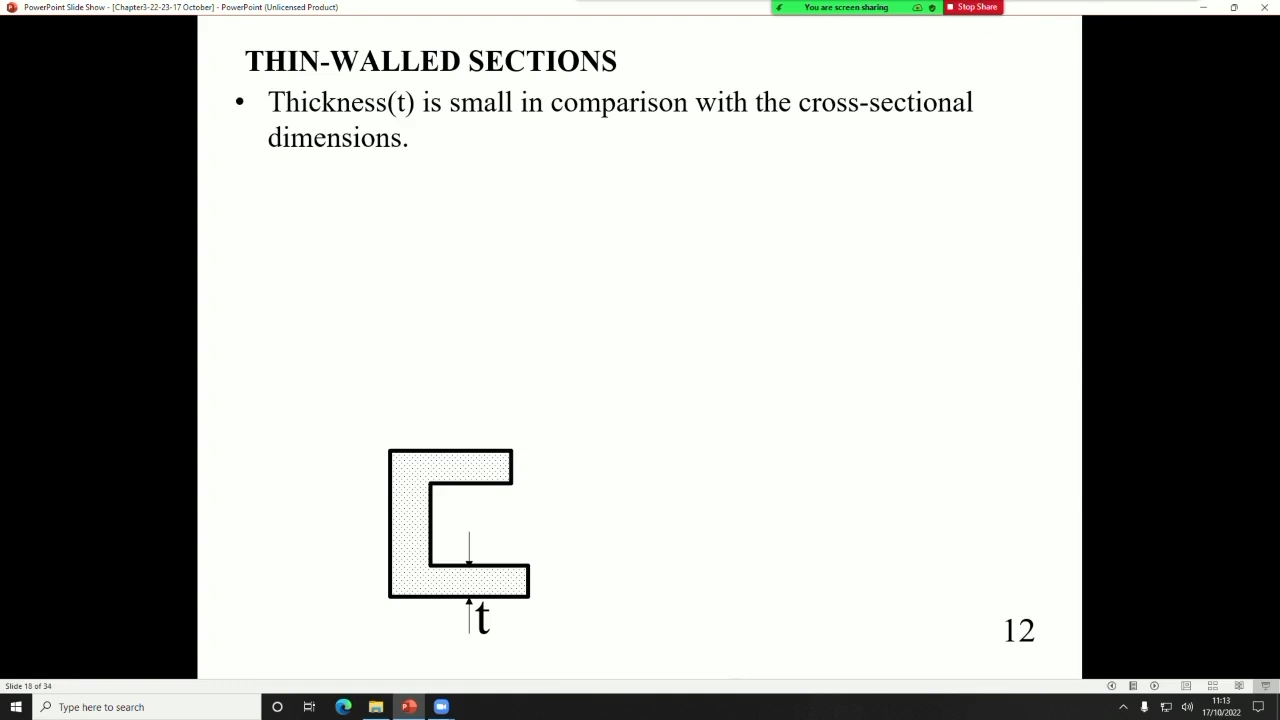 PowerPoint Slide Show - [Chapter3-22-23-17 October] - PowerPoint (Unlicensed Product)
You are screen sharing
Stop Share
THIN-WALLED SECTIONS
• Thickness(t) is small in comparison with the cross-sectional
dimensions.
t
12
Slide 18 of 34
Type here to search
11:13
17/10/2022